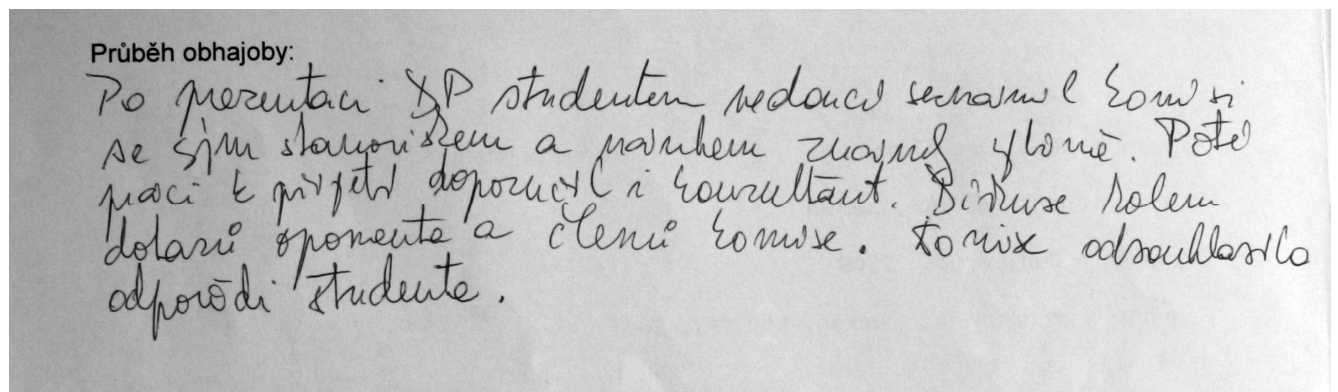 Průběh obhajoby:
Po prezentaci DP studentem vedoucí seznámil komisi
se svým stanoviskem a návrhem známky. Poté
práci k přijetí doporučil i konzultant. Diskuse kolem
dotazů oponenta a členů komise. Komise odsouhlasila
odpovědi studenta.